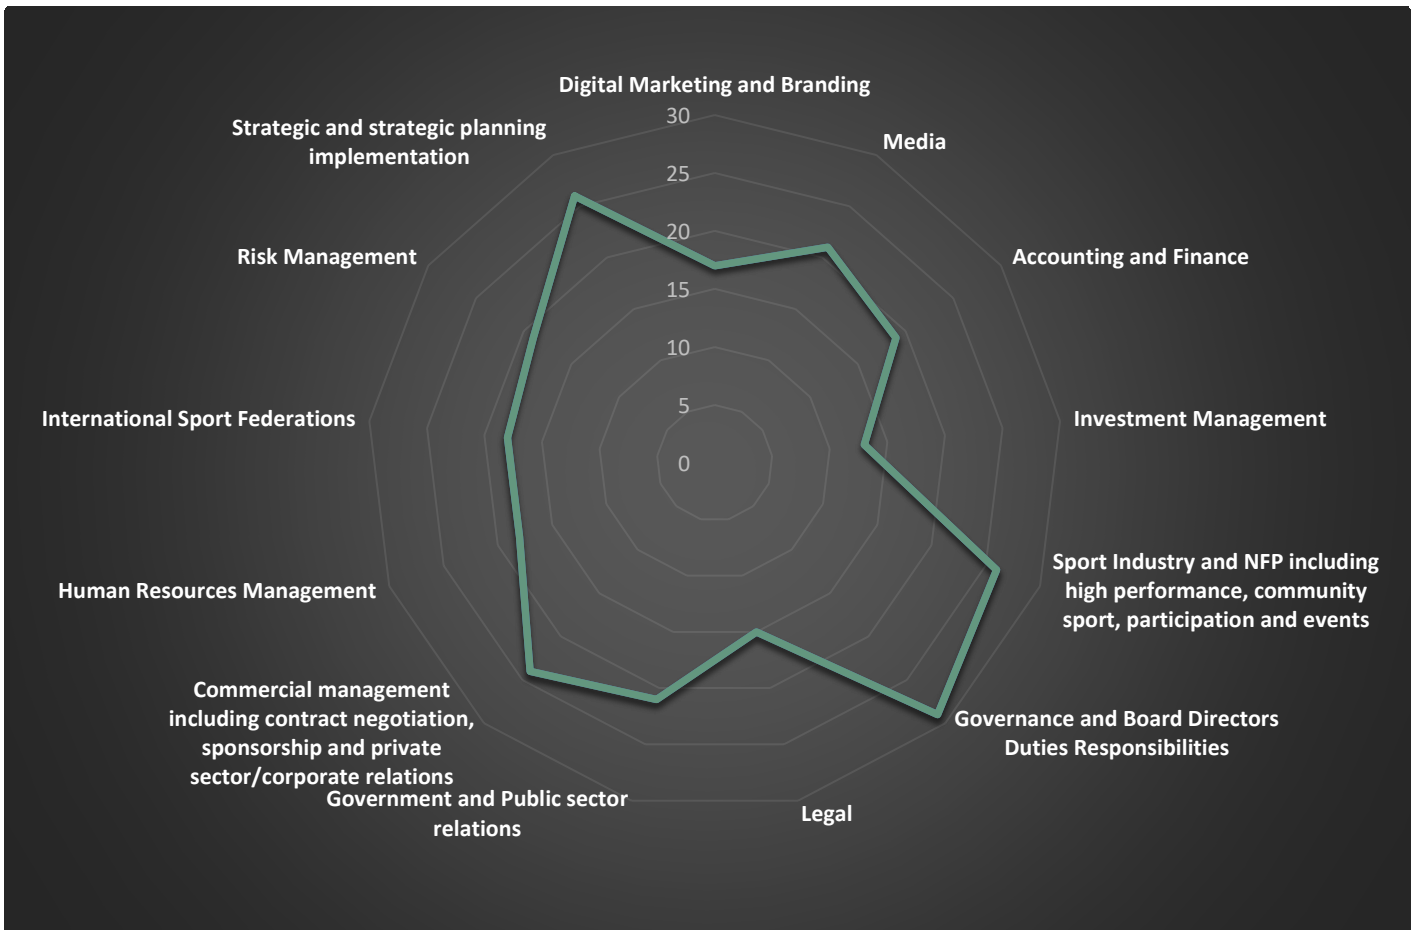 Digital Marketing and Branding
Media
Accounting and Finance
Investment Management
Sport Industry and NFP including
high performance, community
sport, participation and events
Governance and Board Directors
Duties Responsibilities
Legal
Government and Public sector
relations
Commercial management
including contract negotiation,
sponsorship and private
sector/corporate relations
Human Resources Management
International Sport Federations
Risk Management
Strategic and strategic planning
implementation
30
25
20
15
10
5
0